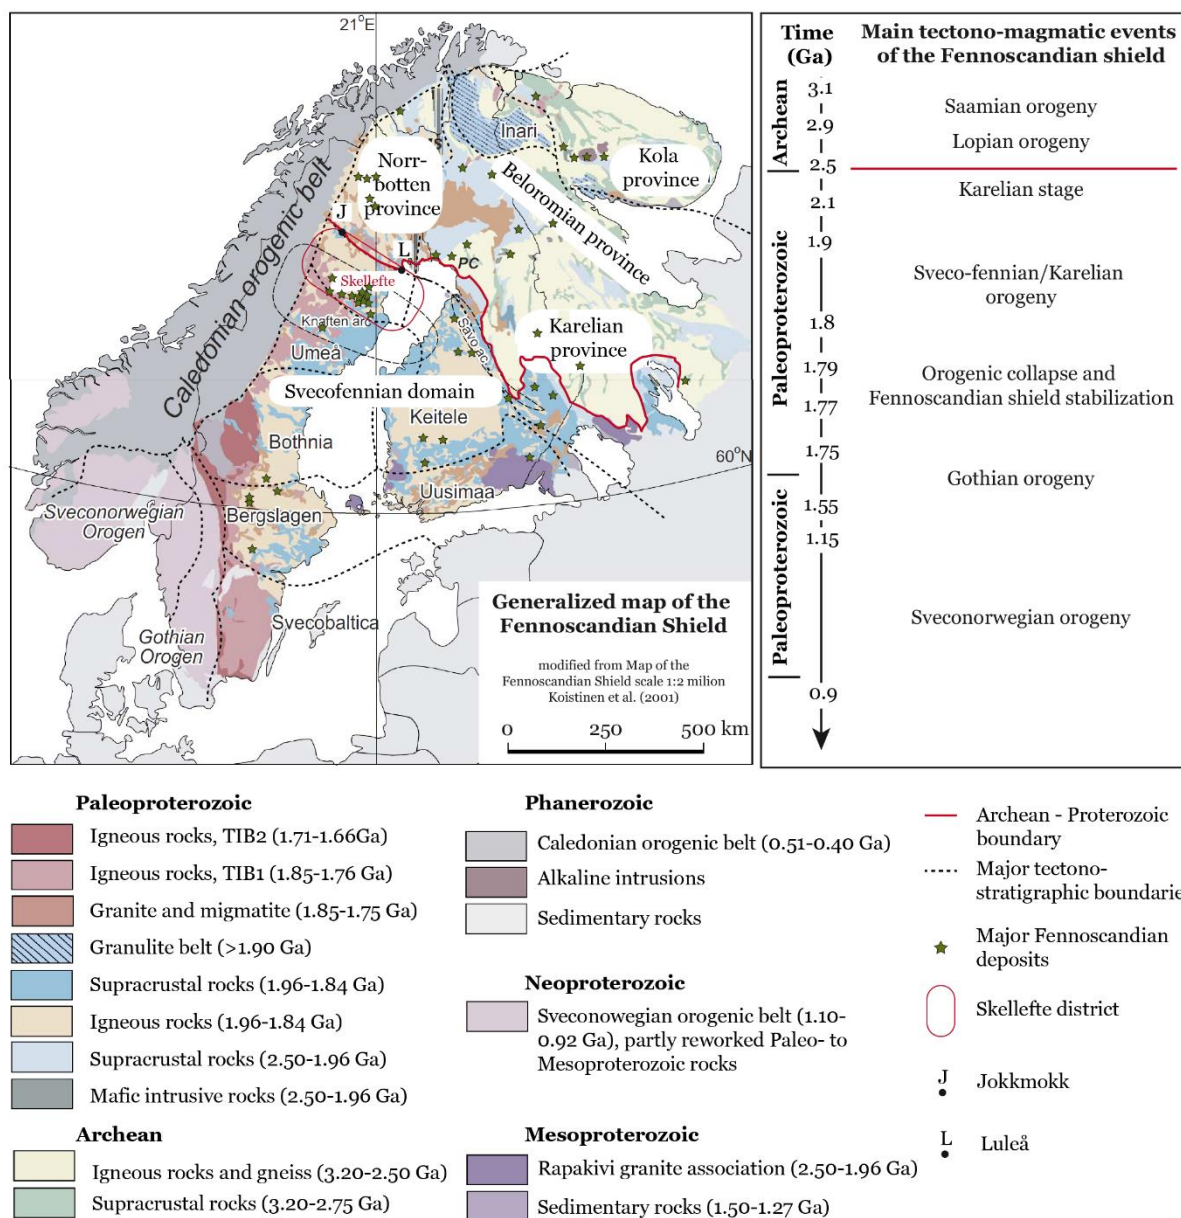 21°E
Inari
Kola
province
Norr-
botten
province
Beloromian province
Caledonian orogenic belt
J
L
PC
Skellefte
Knaften arc
Savo ac.
Umeå
Karelian
province
Svecofennian domain
Keitele
Bothnia
60°N
Uusimaa
Sveconorwegian
Orogen
Bergslagen
Svecobaltica
Gothian
Orogen
Generalized map of the
Fennoscandian Shield
modified from Map of the
Fennoscandian Shield scale 1:2 milion
Koistinen et al. (2001)
0 250 500 km
Time
(Ga)
Main tectono-magmatic events
of the Fennoscandian shield
Archean
Paleoproterozoic
Paleoproterozoic
3.1
2.9
2.5
2.1
1.9
1.8
1.79
1.77
1.75
1.55
1.15
0.9
Saamian orogeny
Lopian orogeny
Karelian stage
Sveco-fennian/Karelian
orogeny
Orogenic collapse and
Fennoscandian shield stabilization
Gothian orogeny
Sveconorwegian orogeny
Paleoproterozoic
Igneous rocks, TIB2 (1.71-1.66Ga)
Igneous rocks, TIB1 (1.85-1.76 Ga)
Granite and migmatite (1.85-1.75 Ga)
Granulite belt (>1.90 Ga)
Supracrustal rocks (1.96-1.84 Ga)
Igneous rocks (1.96-1.84 Ga)
Supracrustal rocks (2.50-1.96 Ga)
Mafic intrusive rocks (2.50-1.96 Ga)
Archean
Igneous rocks and gneiss (3.20-2.50 Ga)
Supracrustal rocks (3.20-2.75 Ga)
Phanerozoic
Caledonian orogenic belt (0.51-0.40 Ga)
Alkaline intrusions
Sedimentary rocks
Neoproterozoic
Sveconowegian orogenic belt (1.10-
0.92 Ga), partly reworked Paleo- to
Mesoproterozoic rocks
Mesoproterozoic
Rapakivi granite association (2.50-1.96 Ga)
Sedimentary rocks (1.50-1.27 Ga)
Archean - Proterozoic
boundary
Major tectono-
stratigraphic boundarie
Major Fennoscandian
deposits
Skellefte district
J
Jokkmokk
L
Luleå